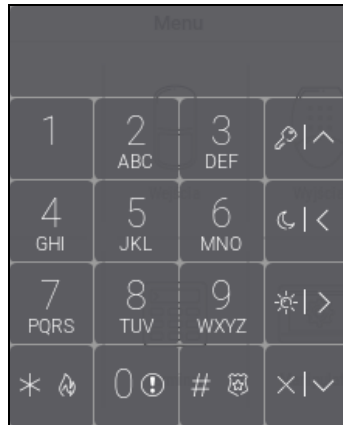 Menu
1 2 3
ABC DEF
4 5 6
GHI JKL MNO
7 8 9
PQRS TUV WXYZ
* 0 #